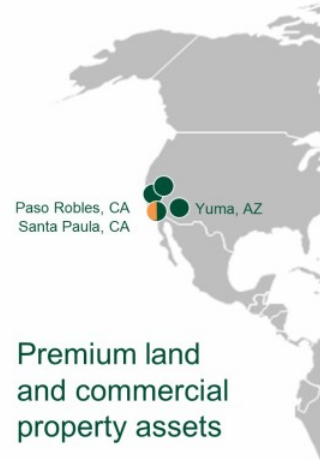 Paso Robles, CA
Santa Paula, CA
Yuma, AZ
Premium land
and commercial
property assets